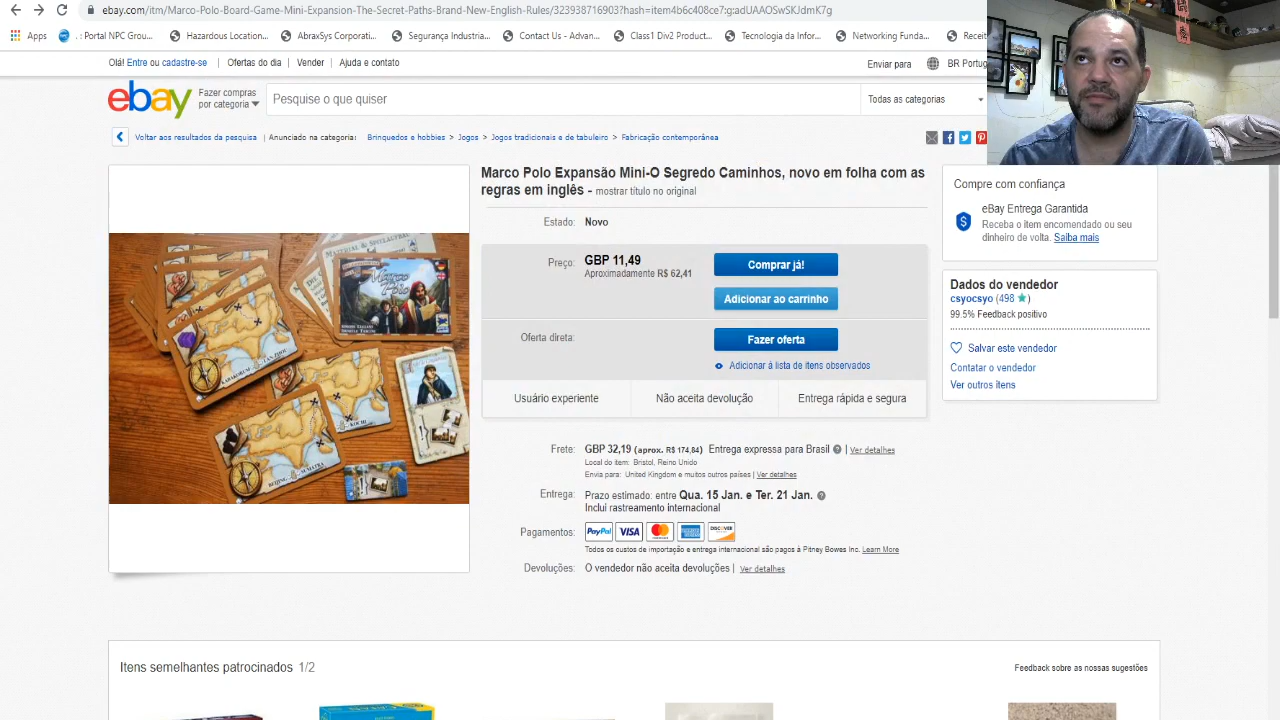 ebay.com/itm/Marco-Polo-Board-Game-Mini-Expansion-The-Secret-Paths-Brand-New-English-Rules/323938716903?hash=item4b6c408ce7:g:adUAAOSwSKJdmK7g
Apps
. : Portal NPC Grou...
Hazardous Location...
AbraxSys Corporati...
Segurança Industria...
Contact Us - Advan...
Class1 Div2 Product...
Tecnologia da Infor...
Networking Funda...
Receit
Olá! Entre ou cadastre-se | Ofertas do dia | Vender | Ajuda e contato
Enviar para
BR Portug
ebay
Fazer compras
por categoria
Pesquise o que quiser
Todas as categorias
Voltar aos resultados da pesquisa | Anunciado na categoria: Brinquedos e hobbies > Jogos > Jogos tradicionais e de tabuleiro > Fabricação contemporânea
Marco Polo Expansão Mini-O Segredo Caminhos, novo em folha com as
regras em inglês - mostrar título no original
Estado: Novo
Preço: GBP 11,49
Aproximadamente R$ 62,41
Comprar já!
Adicionar ao carrinho
Oferta direta:
Fazer oferta
Adicionar à lista de itens observados
Usuário experiente
Não aceita devolução
Entrega rápida e segura
Frete: GBP 32,19 (aprox. R$ 174,84) Entrega expressa para Brasil | Ver detalhes
Local do item: Bristol, Reino Unido
Envia para: United Kingdom e muitos outros países | Ver detalhes
Entrega: Prazo estimado: entre Qua. 15 Jan. e Ter. 21 Jan.
Inclui rastreamento internacional
Pagamentos: PayPal VISA
Todos os custos de importação e entrega internacional são pagos à Pitney Bowes Inc. Learn More
Devoluções: O vendedor não aceita devoluções | Ver detalhes
Compre com confiança
eBay Entrega Garantida
Receba o item encomendado ou seu
dinheiro de volta. Saiba mais
Dados do vendedor
csyocsyo (498)
99.5% Feedback positivo
Salvar este vendedor
Contatar o vendedor
Ver outros itens
Marco
Polo
KOCHI
SUMATRA
BEIJING
Itens semelhantes patrocinados 1/2
Feedback sobre as nossas sugestões